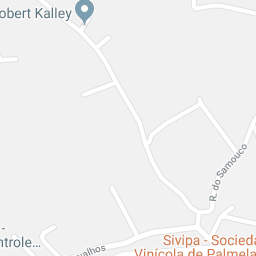 obert Kalley
R. do Samouco
Sivipa - Socieda
Vinícola de Palmela
-
ntrole...
valhos